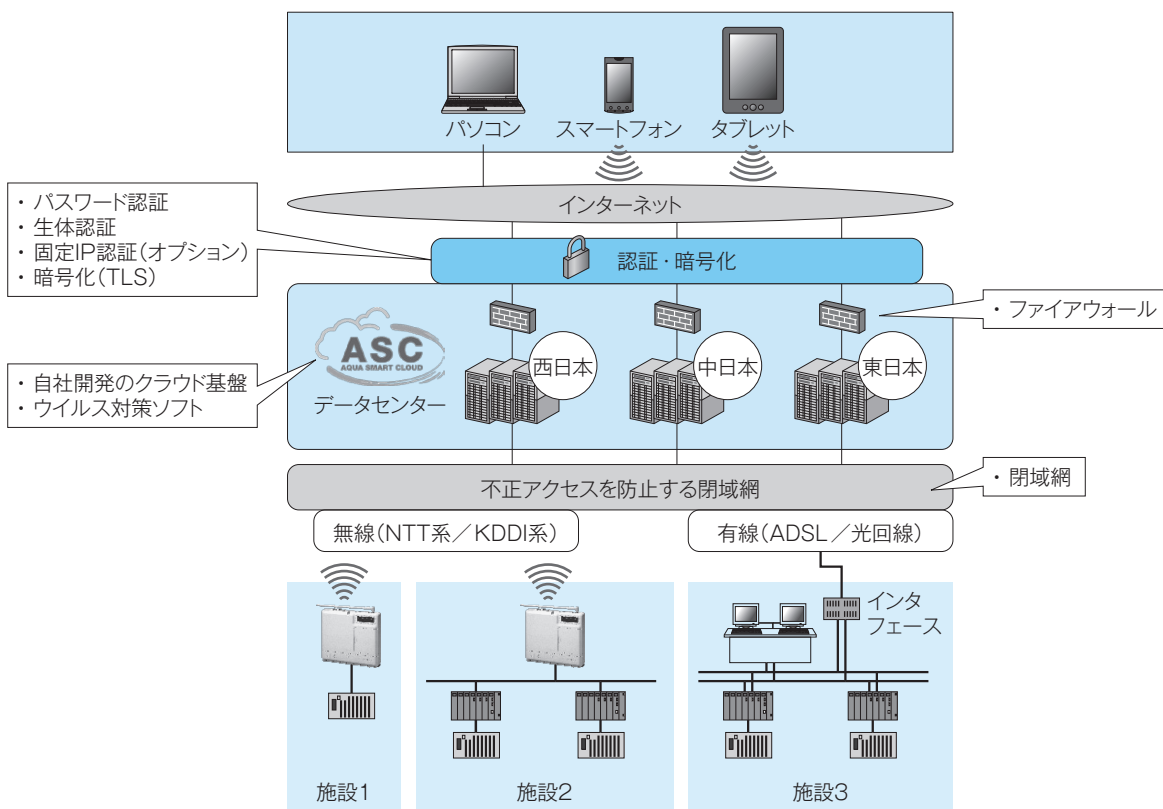 パソコン
スマートフォン
タブレット
インターネット
・パスワード認証
・生体認証
・固定IP認証(オプション)
・暗号化(TLS)
認証・暗号化
・ファイアウォール
ASC
AQUA SMART CLOUD
データセンター
西日本
中日本
東日本
・自社開発のクラウド基盤
・ウイルス対策ソフト
不正アクセスを防止する閉域網
・閉域網
無線(NTT系/KDDI系)
有線(ADSL/光回線)
インタ
フェース
施設1
施設2
施設3